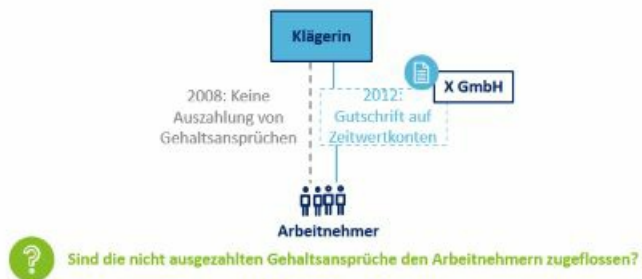 Klägerin
2008: Keine
Auszahlung von
Gehaltsansprüchen
2012:
Gutschrift auf
Zeitwertkonten
X GmbH
Arbeitnehmer
? Sind die nicht ausgezahlten Gehaltsansprüche den Arbeitnehmern zugeflossen?